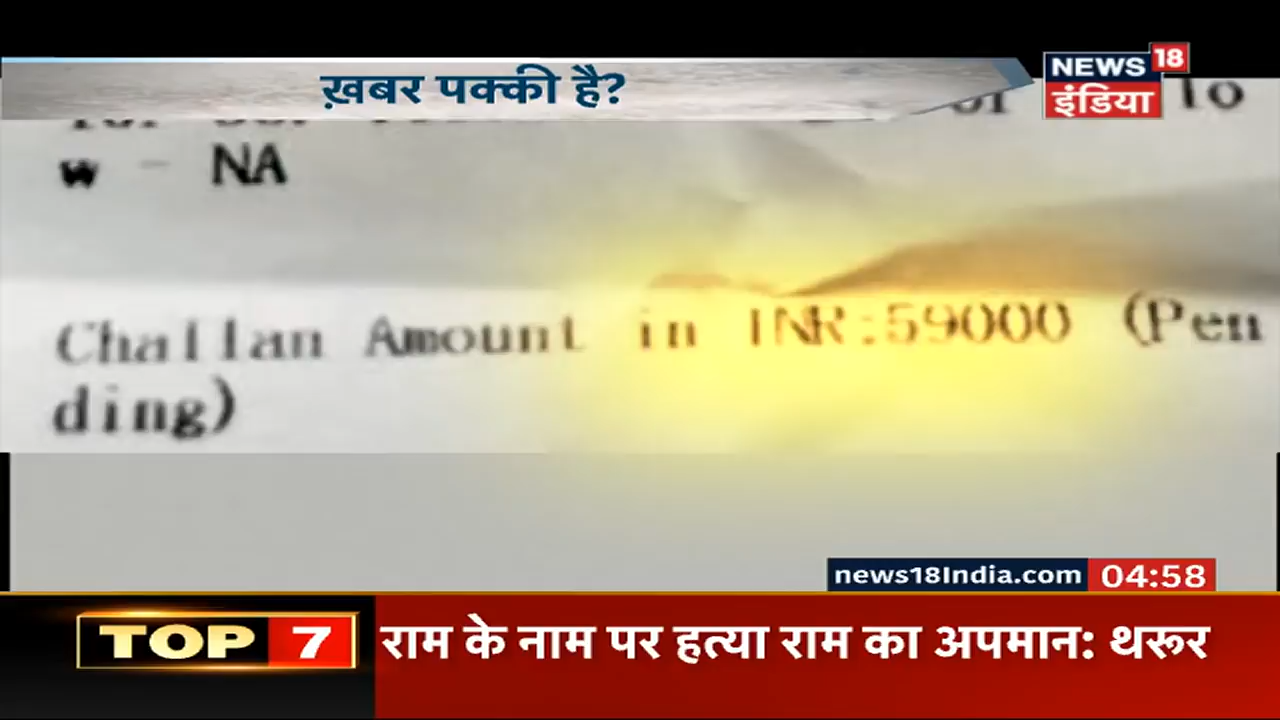 ख़बर पक्की है?
NEWS 18
इंडिया
To
w - NA
Challan Amount in INR:59000 (Pen
ding)
news18India.com 04:58
TOP 7 राम के नाम पर हत्या राम का अपमान: थरूर